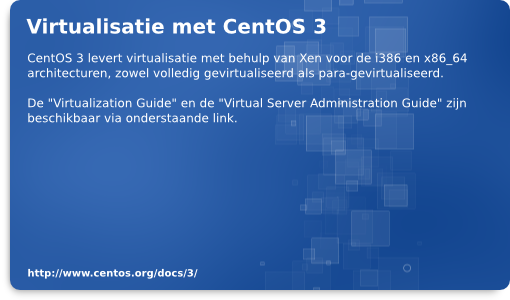 Virtualisatie met CentOS 3
CentOS 3 levert virtualisatie met behulp van Xen voor de i386 en x86_64
architecturen, zowel volledig gevirtualiseerd als para-gevirtualiseerd.
De "Virtualization Guide" en de "Virtual Server Administration Guide" zijn
beschikbaar via onderstaande link.
http://www.centos.org/docs/3/